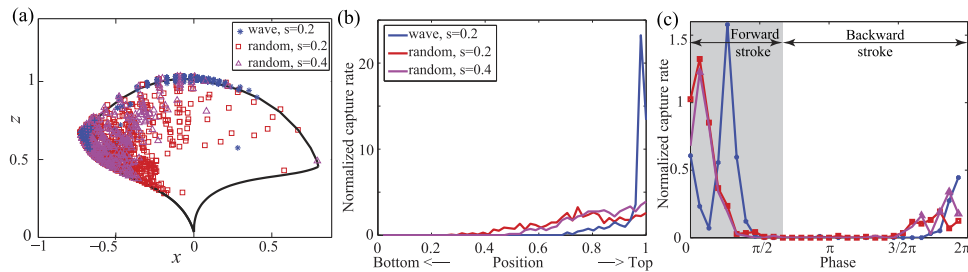 (a)
wave, s=0.2
random, s=0.2
random, s=0.4
z
1
0.5
0
−1
−0.5
0
0.5
x
(b)
wave, s=0.2
random, s=0.2
random, s=0.4
Normalized capture rate
20
15
10
5
0
0
0.2
0.4
0.6
0.8
1
Bottom <— Position —> Top
(c)
Forward stroke
Backward stroke
Normalized capture rate
1.5
1
0.5
0
0
π/2
π
3/2π
2π
Phase